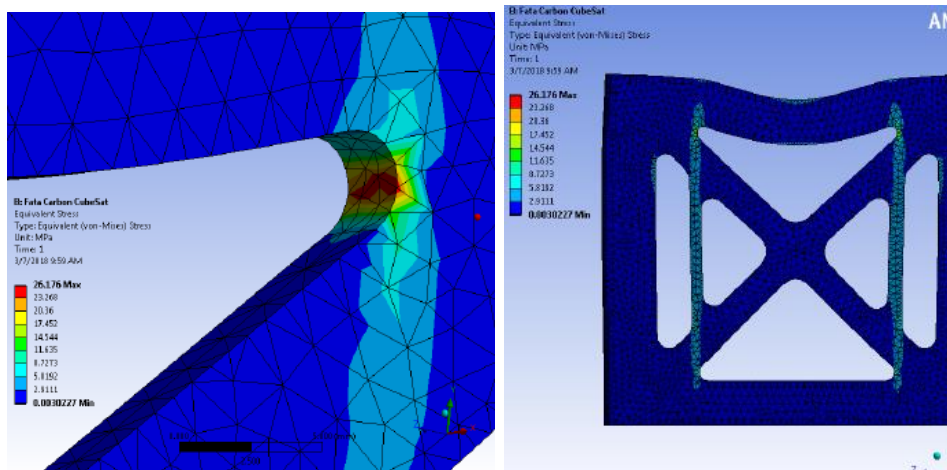 B: Fata Carbon CubeSat
Equivalent Stress
Type: Equivalent (von-Mises) Stress
Unit: MPa
Time: 1
3/7/2018 9:59 AM
26.176 Max
23.268
20.36
17.452
14.544
11.635
8.7273
5.8192
2.9111
0.0030227 Min
B: Fata Carbon CubeSat
Equivalent Stress
Type: Equivalent (von-Mises) Stress
Unit: MPa
Time: 1
3/7/2018 9:59 AM
26.176 Max
23.268
20.36
17.452
14.544
11.635
8.7273
5.8192
2.9111
0.0030227 Min
AN